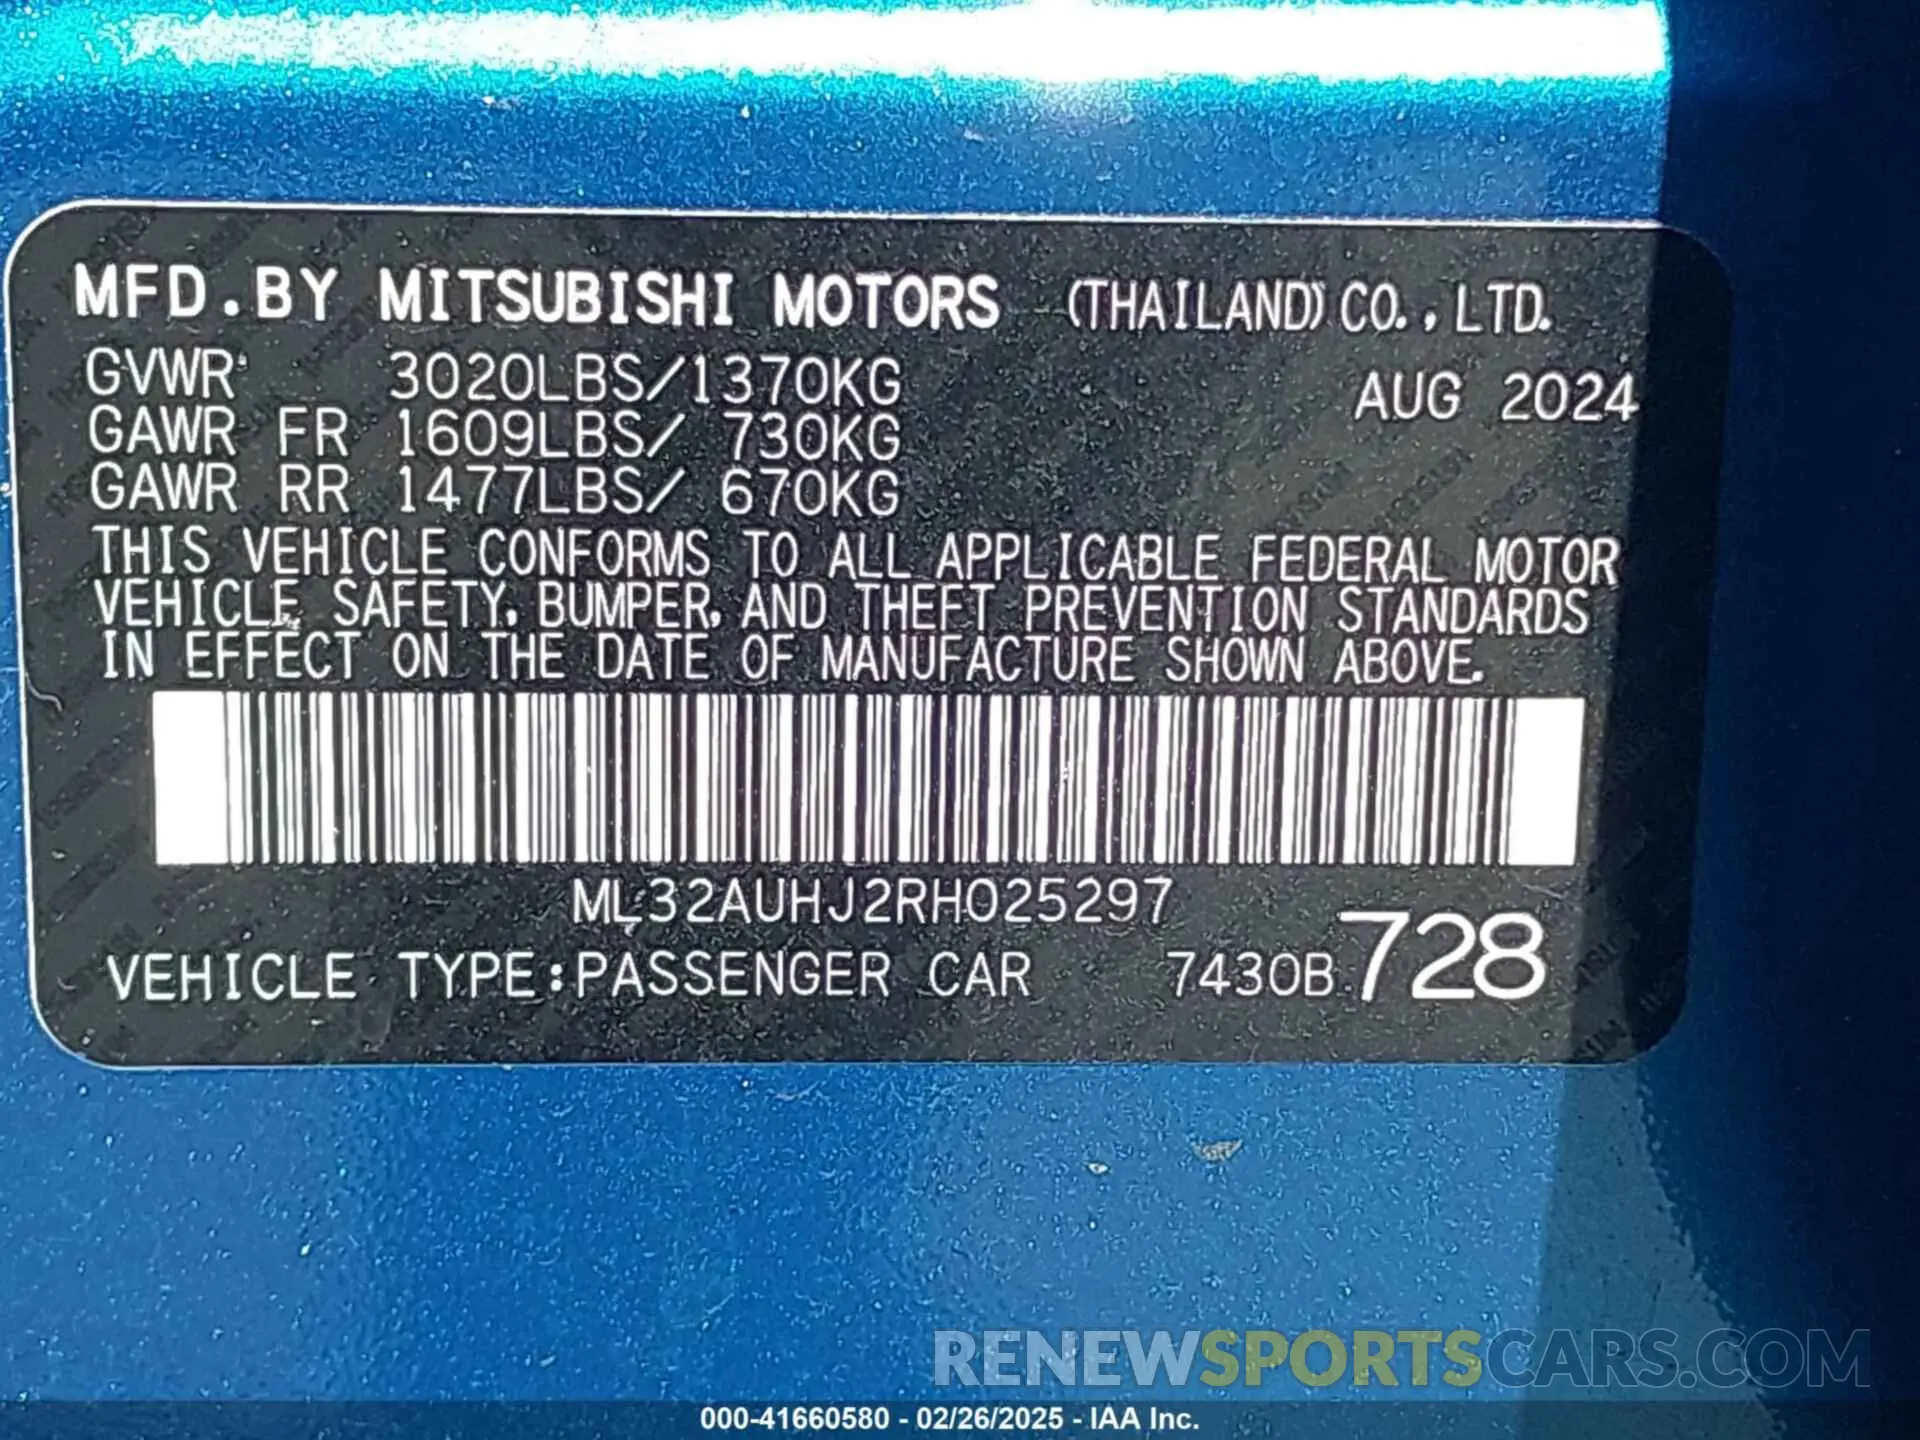 MFD.BY MITSUBISHI MOTORS (THAILAND) CO.,LTD.
GVWR 3020LBS/1370KG AUG 2024
GAWR FR 1609LBS/ 730KG
GAWR RR 1477LBS/ 670KG
THIS VEHICLE CONFORMS TO ALL APPLICABLE FEDERAL MOTOR
VEHICLE SAFETY, BUMPER, AND THEFT PREVENTION STANDARDS
IN EFFECT ON THE DATE OF MANUFACTURE SHOWN ABOVE.
ML32AUHJ2RH025297
VEHICLE TYPE:PASSENGER CAR 7430B 728
RENEWSPORTSCARS.COM
000-41660580 - 02/26/2025 - IAA Inc.